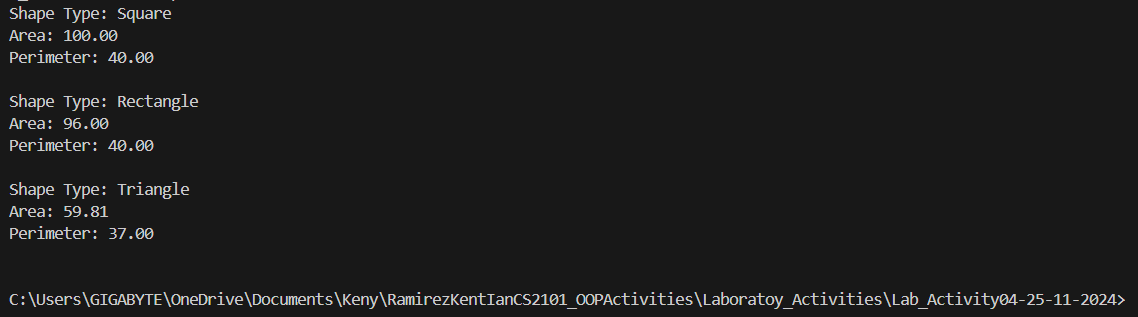 Shape Type: Square
Area: 100.00
Perimeter: 40.00
Shape Type: Rectangle
Area: 96.00
Perimeter: 40.00
Shape Type: Triangle
Area: 59.81
Perimeter: 37.00
C:\Users\GIGABYTE\OneDrive\Documents\Keny\RamirezKentIanCS2101_OOPActivities\Laboratoy_Activities\Lab_Activity04-25-11-2024>